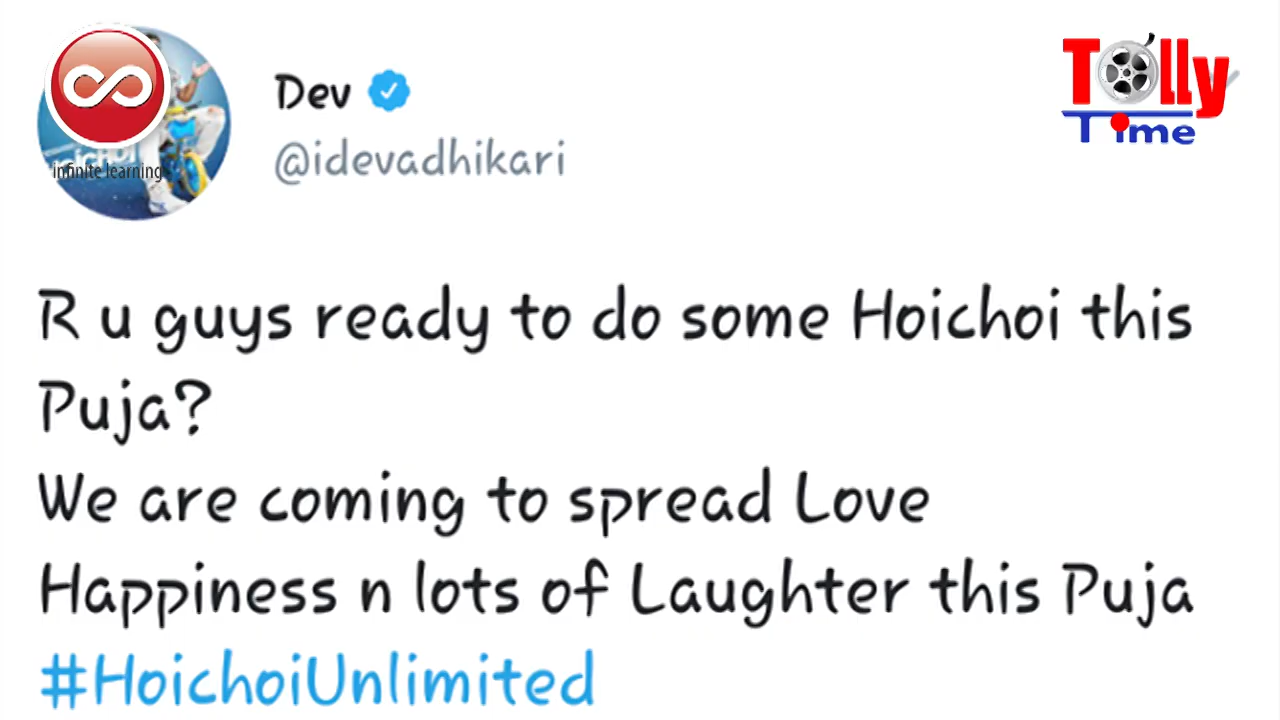 Dev
@idevadhikari
Tolly
Time
infinite learning
R u guys ready to do some Hoichoi this
Puja?
We are coming to spread Love
Happiness n lots of Laughter this Puja
#HoichoiUnlimited